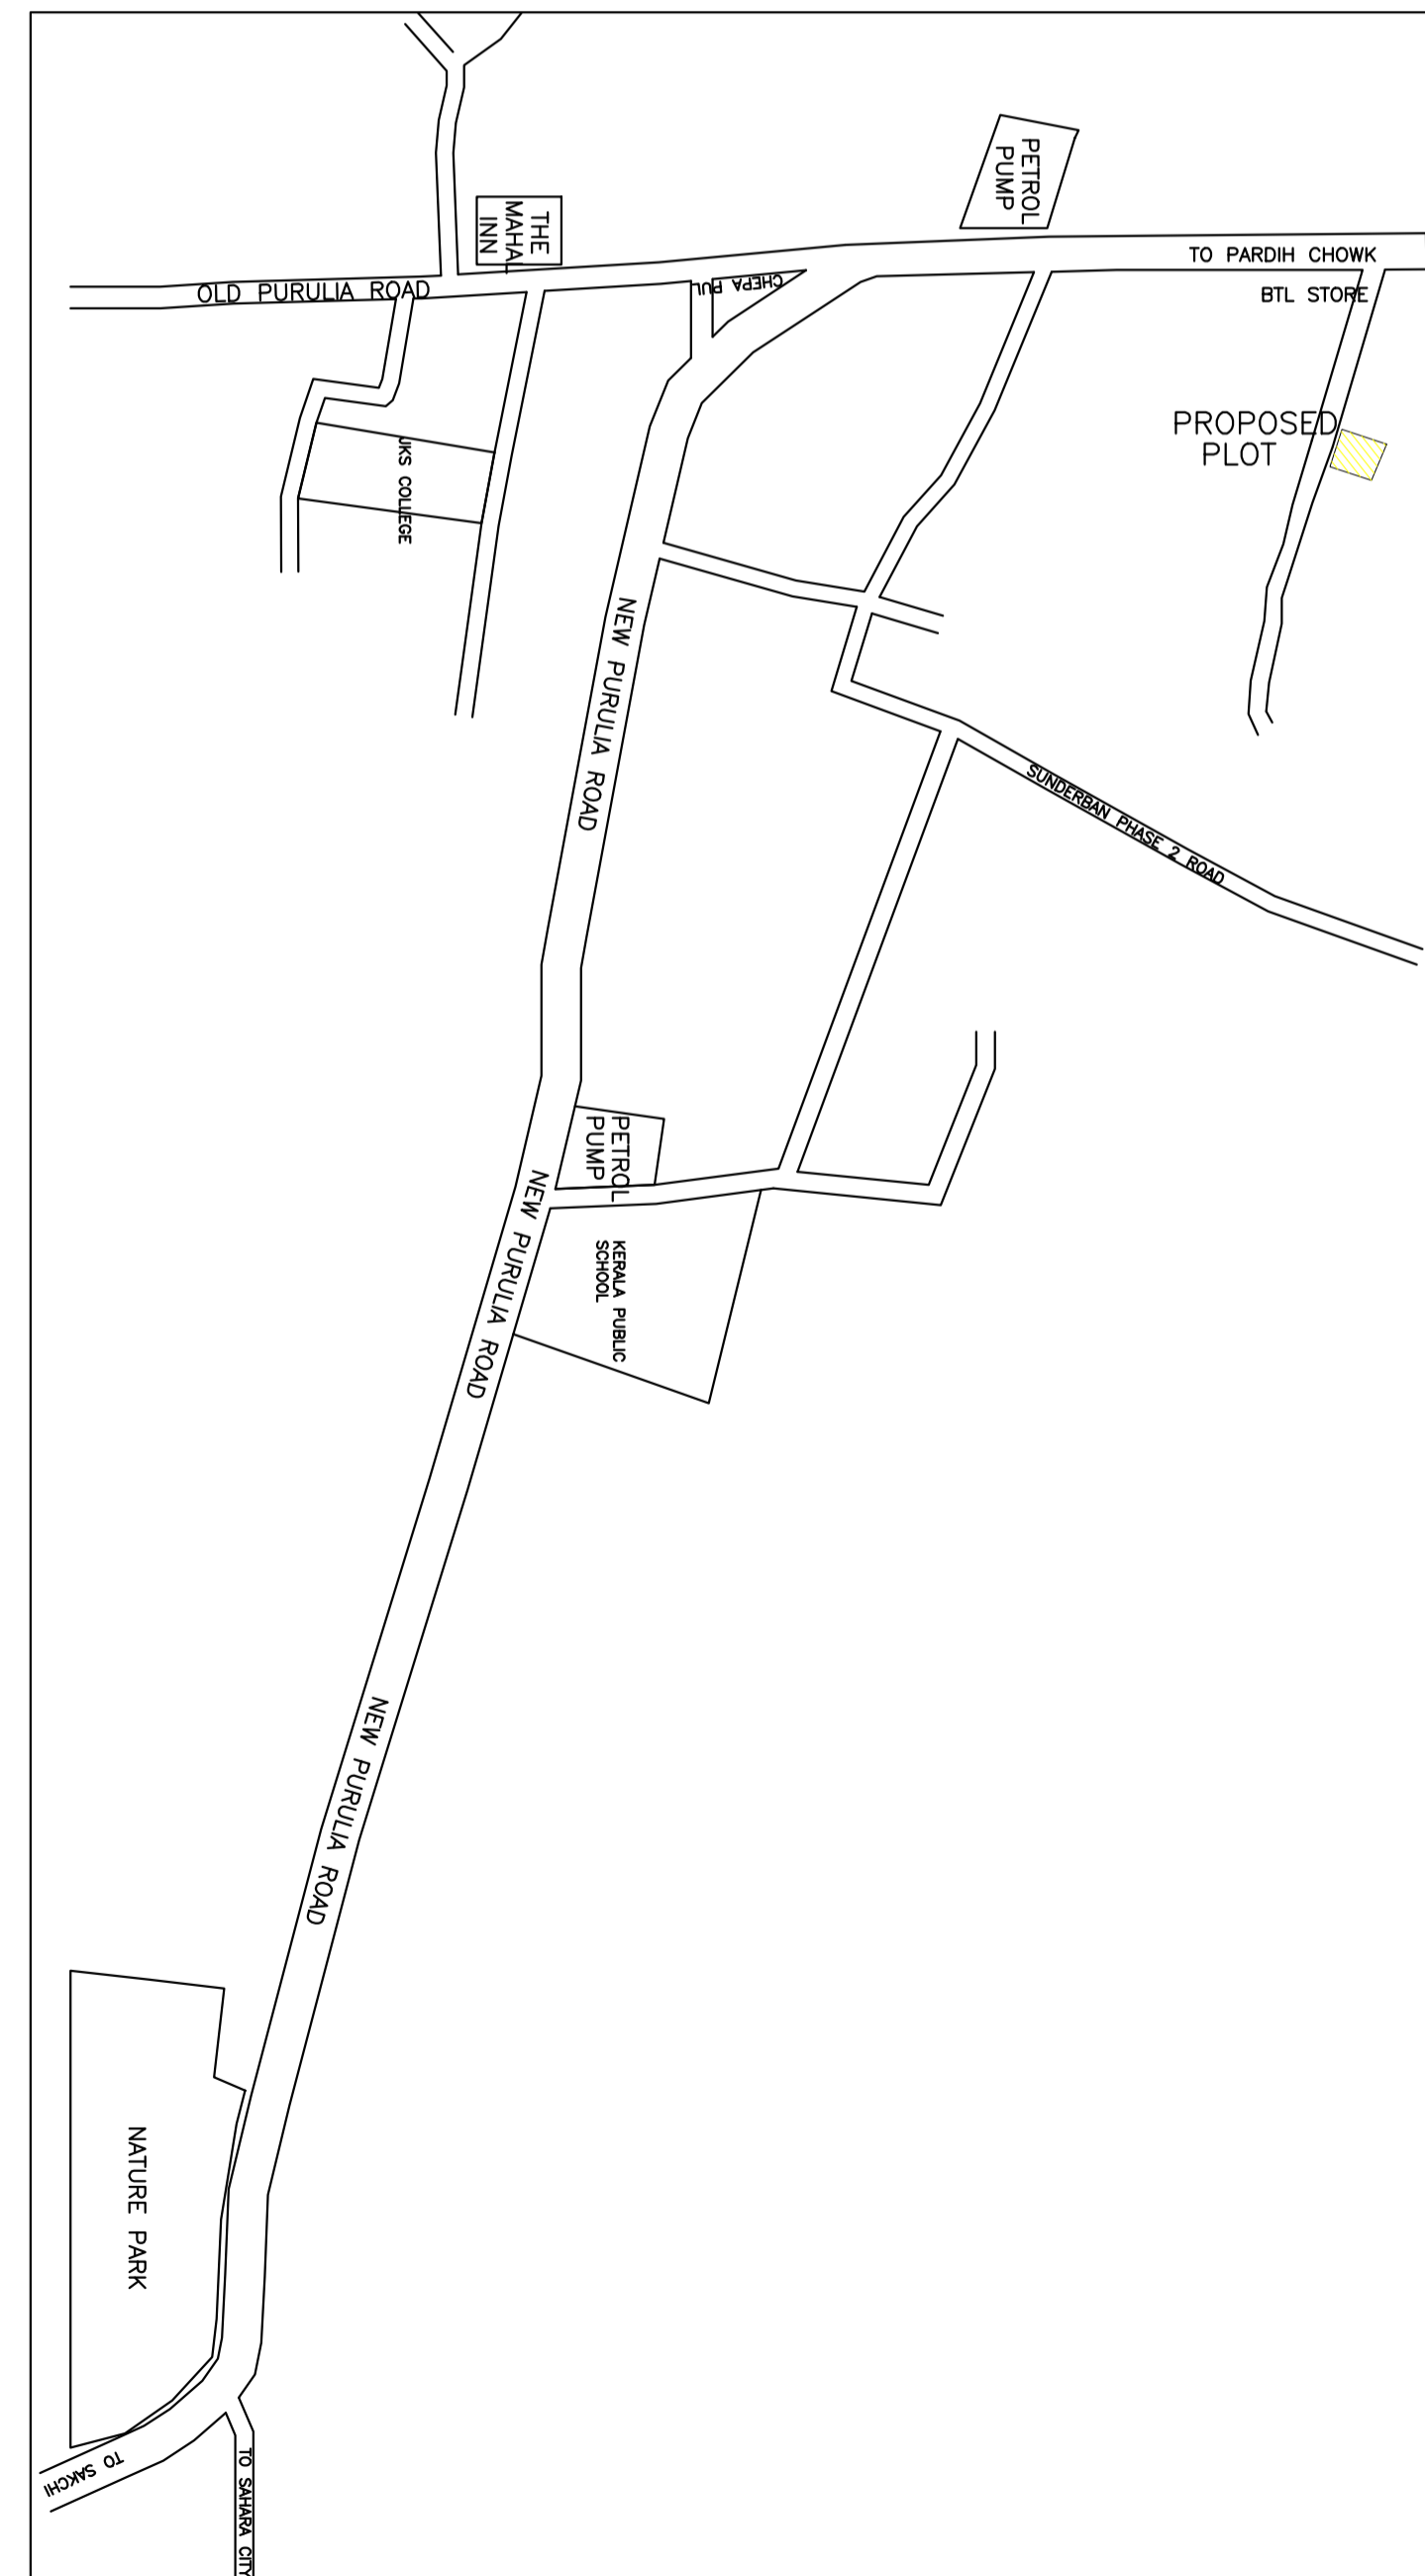 PETROL
PUMP
THE
MAHAL
INN
TO PARDIH CHOWK
OLD PURULIA ROAD
CHEPA PUL
BTL STORE
PROPOSED
PLOT
JKS COLLEGE
NEW PURULIA ROAD
SUNDERBAN PHASE 2 ROAD
PETROL
PUMP
NEW PURULIA ROAD
KERALA PUBLIC
SCHOOL
NEW PURULIA ROAD
NATURE PARK
TO SAKCHI
TO SAHARA CITY